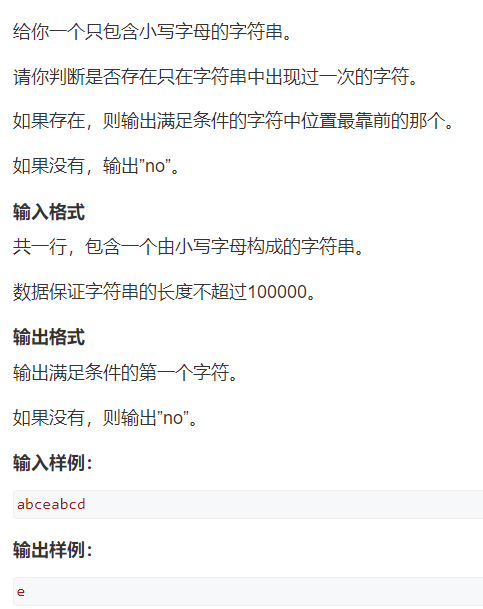 给你一个只包含小写字母的字符串。
请你判断是否存在只在字符串中出现过一次的字符。
如果存在，则输出满足条件的字符中位置最靠前的那个。
如果没有，输出”no”。
输入格式
共一行，包含一个由小写字母构成的字符串。
数据保证字符串的长度不超过100000。
输出格式
输出满足条件的第一个字符。
如果没有，则输出”no”。
输入样例：
abceabcd
输出样例：
e